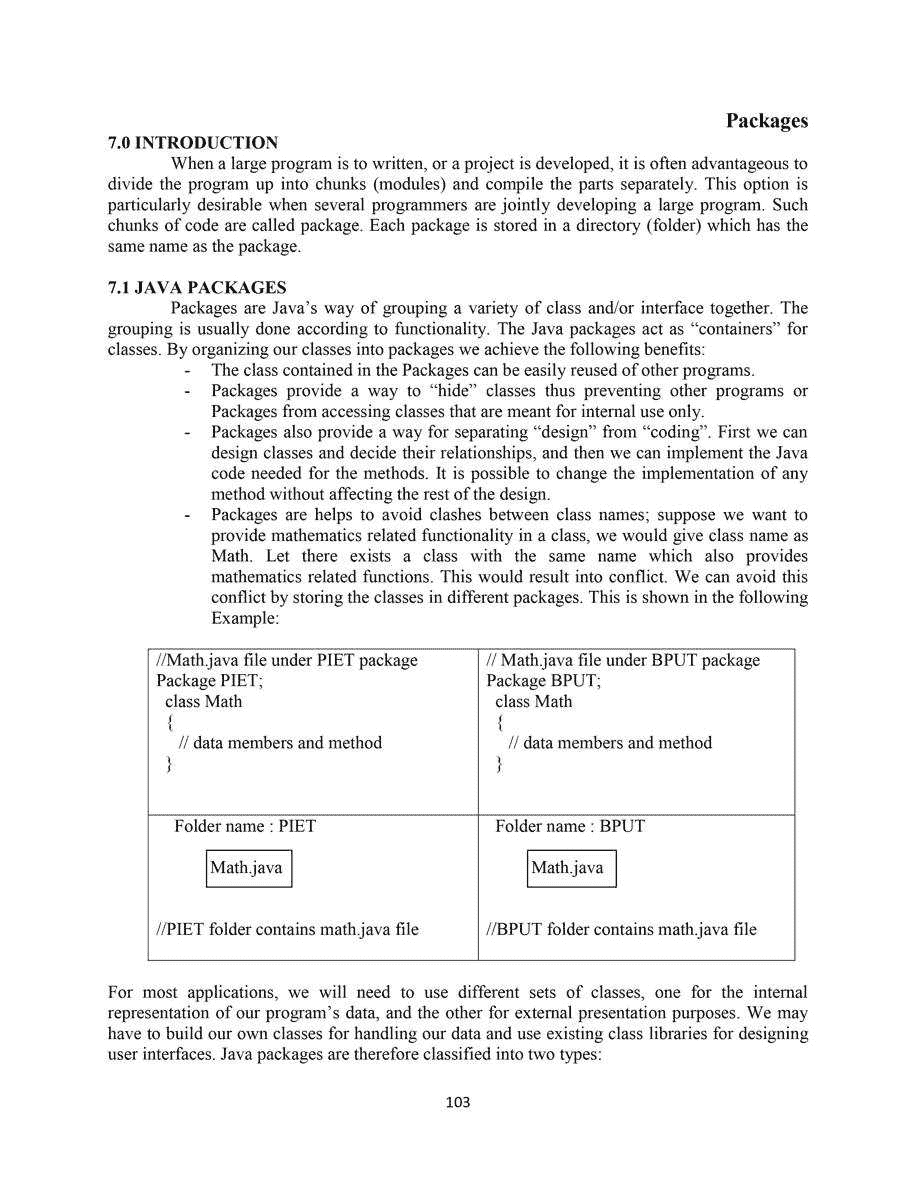 Packages
7.0 INTRODUCTION
When a large program is to written, or a project is developed, it is often advantageous to
divide the program up into chunks (modules) and compile the parts separately. This option is
particularly desirable when several programmers are jointly developing a large program. Such
chunks of code are called package. Each package is stored in a directory (folder) which has the
same name as the package.
7.1 JAVA PACKAGES
Packages are Java’s way of grouping a variety of class and/or interface together. The
grouping is usually done according to functionality. The Java packages act as “containers” for
classes. By organizing our classes into packages we achieve the following benefits:
- The class contained in the Packages can be easily reused of other programs.
- Packages provide a way to “hide” classes thus preventing other programs or
Packages from accessing classes that are meant for internal use only.
- Packages also provide a way for separating “design” from “coding”. First we can
design classes and decide their relationships, and then we can implement the Java
code needed for the methods. It is possible to change the implementation of any
method without affecting the rest of the design.
- Packages are helps to avoid clashes between class names; suppose we want to
provide mathematics related functionality in a class, we would give class name as
Math. Let there exists a class with the same name which also provides
mathematics related functions. This would result into conflict. We can avoid this
conflict by storing the classes in different packages. This is shown in the following
Example:
//Math.java file under PIET package
Package PIET;
class Math
{
// data members and method
}
// Math.java file under BPUT package
Package BPUT;
class Math
{
// data members and method
}
Folder name : PIET
Math.java
//PIET folder contains math.java file
Folder name : BPUT
Math.java
//BPUT folder contains math.java file
For most applications, we will need to use different sets of classes, one for the internal
representation of our program’s data, and the other for external presentation purposes. We may
have to build our own classes for handling our data and use existing class libraries for designing
user interfaces. Java packages are therefore classified into two types:
103